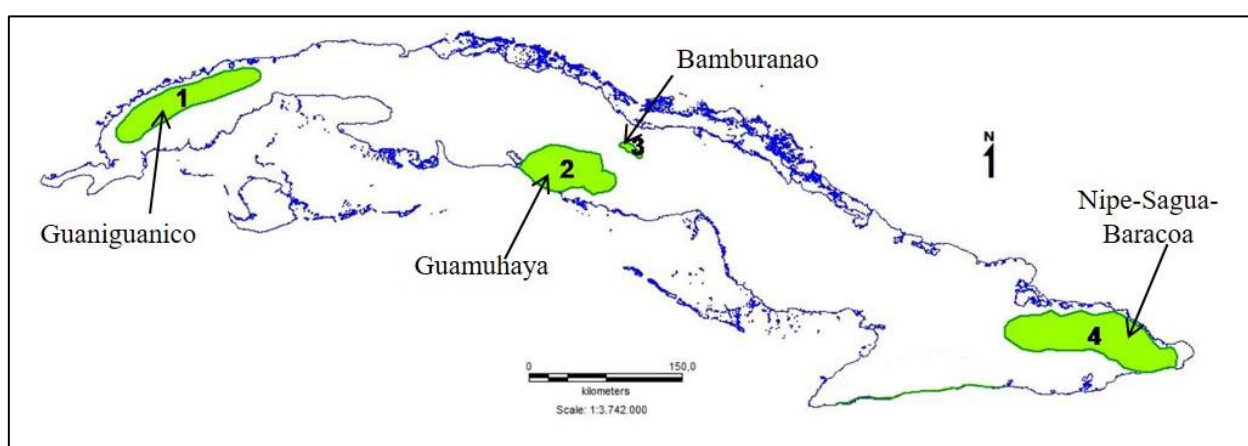 Bamburanao
1
3
2
N
Nipe-Sagua-
Baracoa
Guaniguanico
Guamuhaya
4
0 150,0
kilometers
Scale: 1:3.742.000